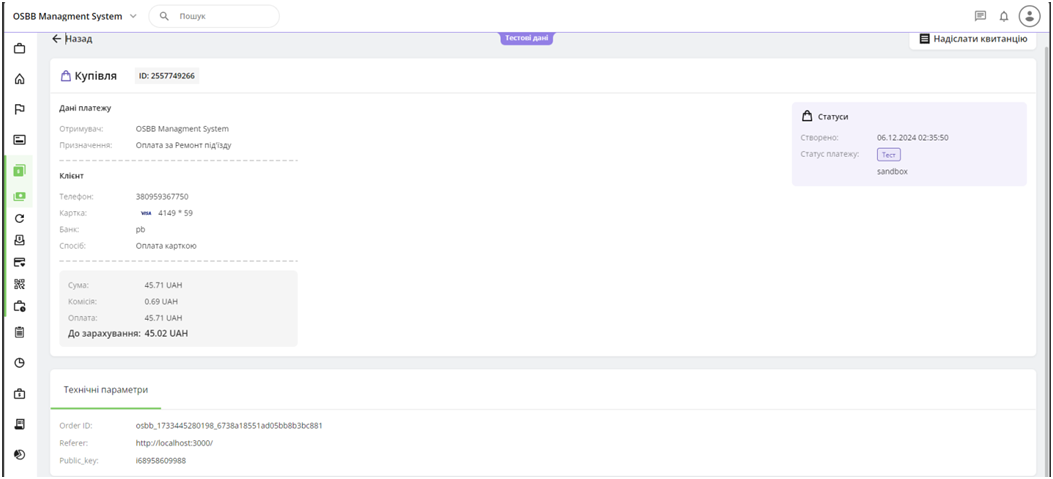 OSBB Managment System
Пошук
Назад
Тестові дані
Надіслати квитанцію
Купівля
ID: 2557749266
Дані платежу
Отримувач: OSBB Managment System
Призначення: Оплата за Ремонт під'їзду
Клієнт
Телефон: 380959367750
Картка: VISA 4149 * 59
Банк: pb
Спосіб: Оплата карткою
Сума: 45.71 UAH
Комісія: 0.69 UAH
Оплата: 45.71 UAH
До зарахування: 45.02 UAH
Статуси
Створено: 06.12.2024 02:35:50
Статус платежу: Тест
sandbox
Технічні параметри
Order ID: osbb_1733445280198_6738a18551ad05bb8b3bc881
Referer: http://localhost:3000/
Public_key: i68958609988